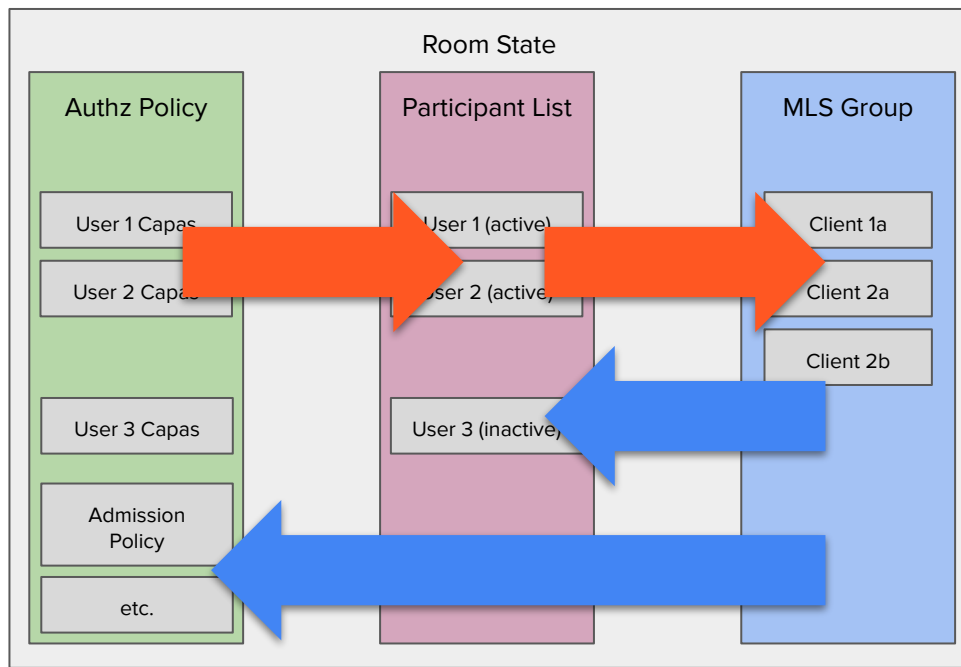 Room State
Authz Policy
User 1 Capas
User 2 Capas
User 3 Capas
Admission
Policy
etc.
Participant List
User 1 (active)
User 2 (active)
User 3 (inactive)
MLS Group
Client 1a
Client 2a
Client 2b